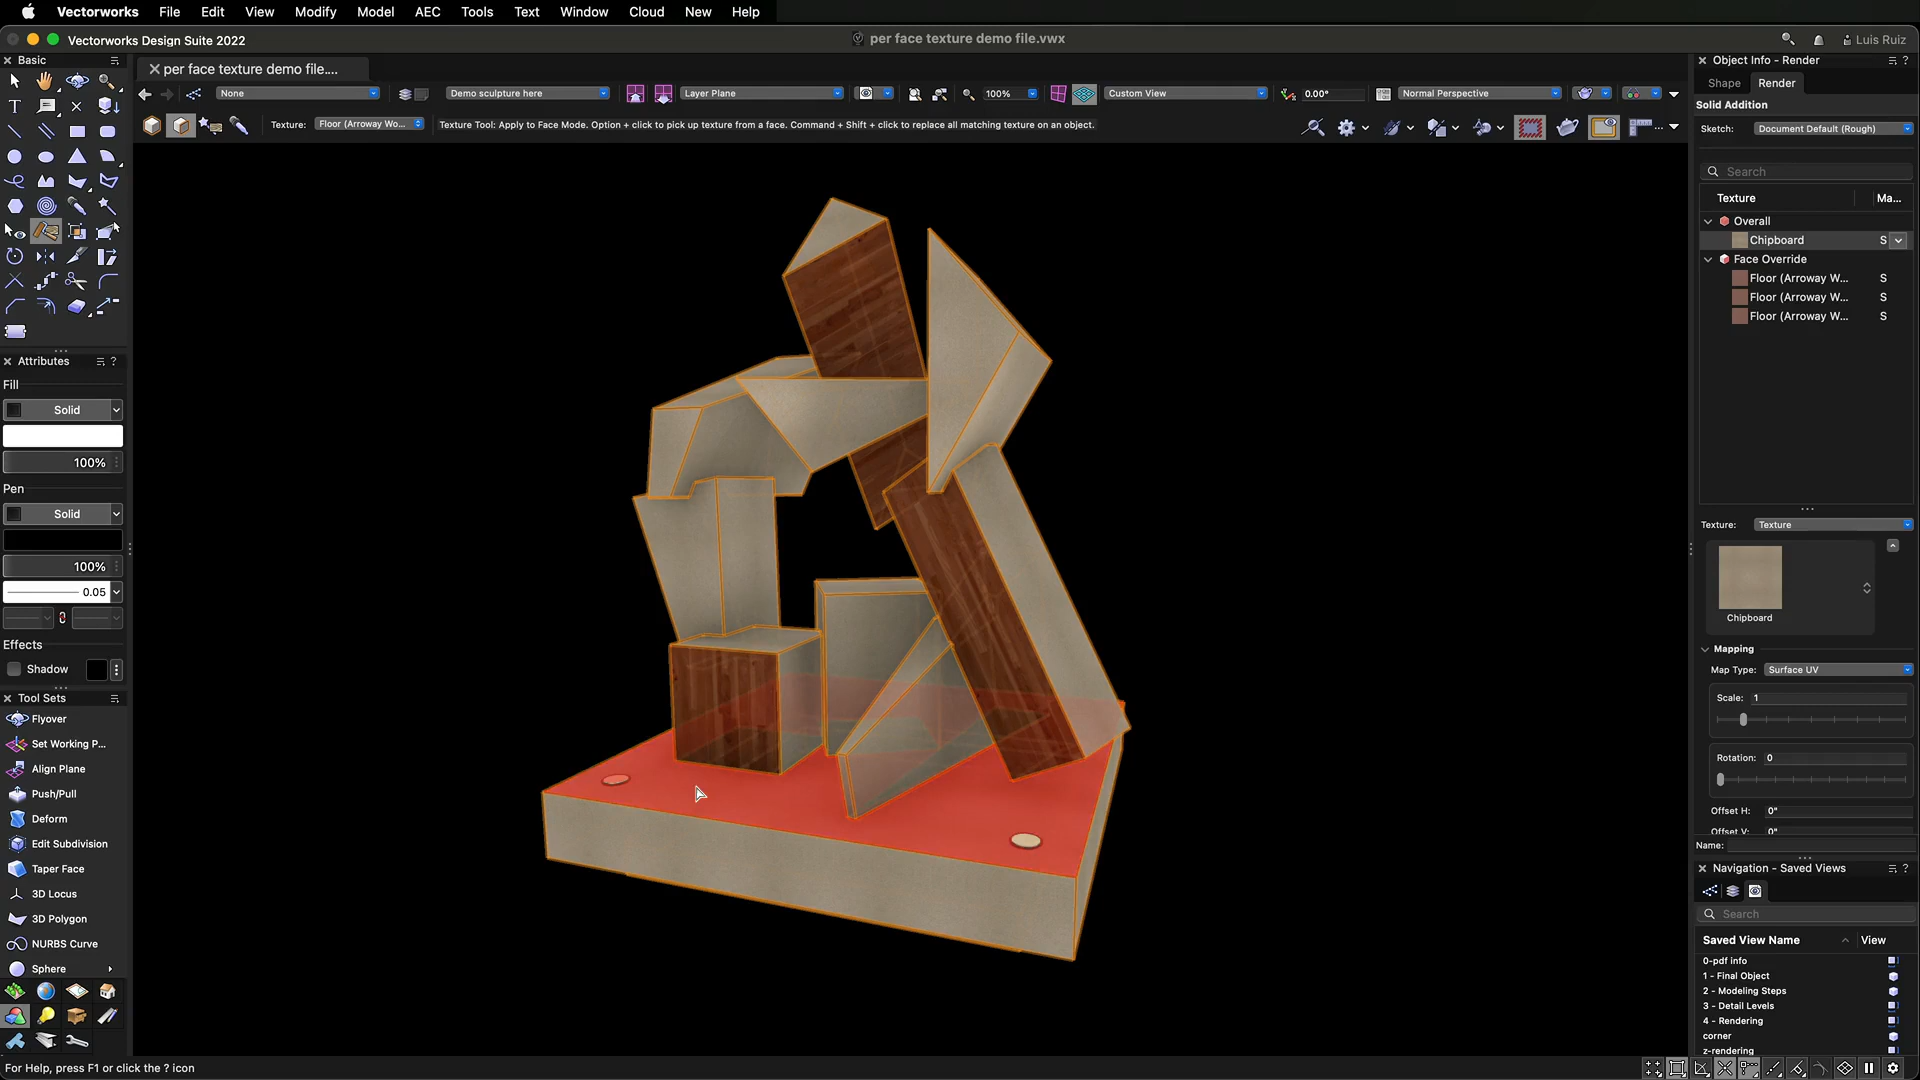 Vectorworks File Edit View Modify Model AEC Tools Text Window Cloud New Help
Vectorworks Design Suite 2022
per face texture demo file.vwx
Luis Ruiz
Basic
per face texture demo file....
None
Demo sculpture here
Layer Plane
100%
Custom View
0.00°
Normal Perspective
Texture: Floor (Arroway Wo...
Texture Tool: Apply to Face Mode. Option + click to pick up texture from a face. Command + Shift + click to replace all matching texture on an object.
Attributes
Fill
Solid
100%
Pen
Solid
100%
0.05
Effects
Shadow
Tool Sets
Flyover
Set Working P...
Align Plane
Push/Pull
Deform
Edit Subdivision
Taper Face
3D Locus
3D Polygon
NURBS Curve
Sphere
For Help, press F1 or click the ? icon
Object Info - Render
Shape Render
Solid Addition
Sketch: Document Default (Rough)
Search
Texture Ma...
Overall
Chipboard S
Face Override
Floor (Arroway W... S
Floor (Arroway W... S
Floor (Arroway W... S
Texture: Texture
Chipboard
Mapping
Map Type: Surface UV
Scale: 1
Rotation: 0
Offset H: 0"
Offset V: 0"
Name:
Navigation - Saved Views
Search
Saved View Name View
0-pdf info
1 - Final Object
2 - Modeling Steps
3 - Detail Levels
4 - Rendering
corner
z-rendering